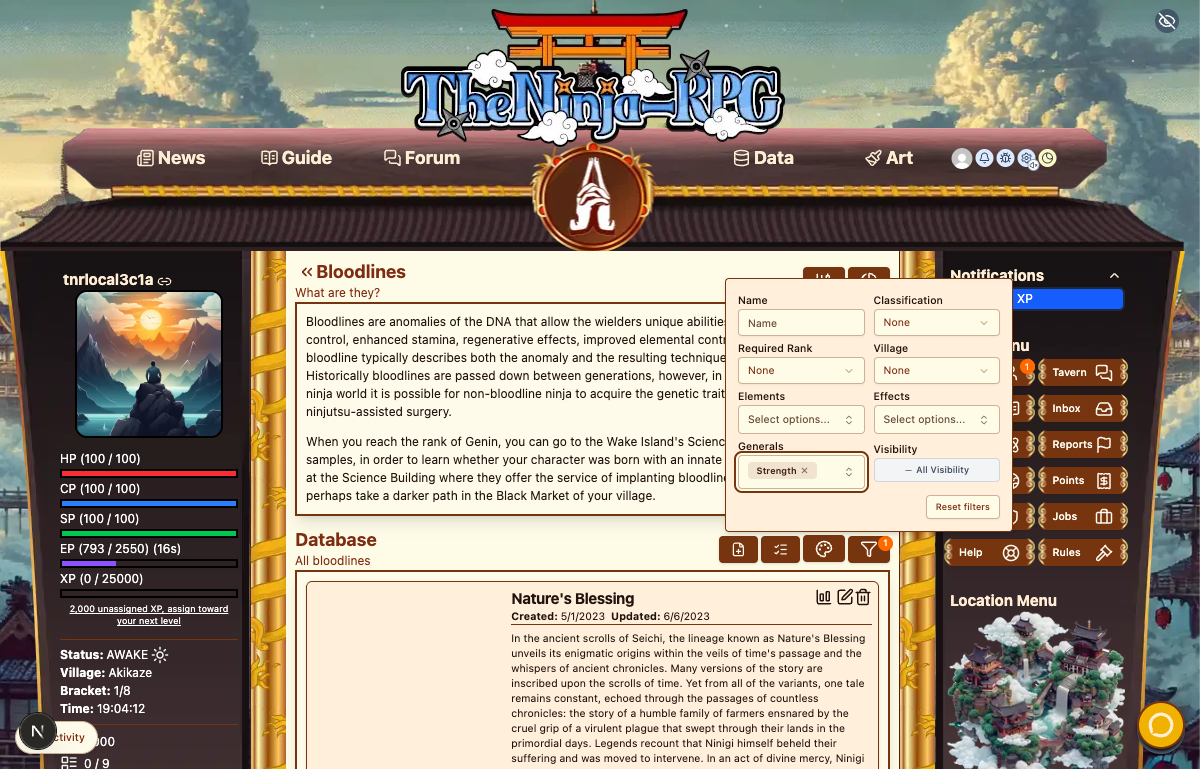 TheNinja-RPG
News
Guide
Forum
Data
Art
tnrlocal3c1a
HP (100 / 100)
CP (100 / 100)
SP (100 / 100)
EP (793 / 2550) (16s)
XP (0 / 25000)
2,000 unassigned XP, assign toward
your next level
Status: AWAKE
Village: Akikaze
Bracket: 1/8
Time: 19:04:12
N
0 / 9
Bloodlines
What are they?
Bloodlines are anomalies of the DNA that allow the wielders unique
control, enhanced stamina, regenerative effects, improved elemental
bloodline typically describes both the anomaly and the resulting
Historically bloodlines are passed down between generations, however, in
ninja world it is possible for non-bloodline ninja to acquire the genetic
ninjutsu-assisted surgery.
When you reach the rank of Genin, you can go to the Wake Island's
samples, in order to learn whether your character was born with an innate
at the Science Building where they offer the service of implanting
perhaps take a darker path in the Black Market of your village.
Name
Name
Classification
None
Required Rank
None
Village
None
Elements
Select options...
Effects
Select options...
Generals
Strength ×
Visibility
All Visibility
Reset filters
Database
All bloodlines
1
Nature's Blessing
Created: 5/1/2023 Updated: 6/6/2023
In the ancient scrolls of Seichi, the lineage known as Nature's Blessing
unveils its enigmatic origins within the veils of time's passage and the
whispers of ancient chronicles. Many versions of the story are
inscribed upon the scrolls of time. Yet from all of the variants, one tale
remains constant, echoed through the passages of countless
chronicles: the story of a humble family of farmers ensnared by the
cruel grip of a virulent plague that swept through their lands in the
primordial days. Legends recount that Ninigi himself beheld their
suffering and was moved to intervene. In an act of divine mercy, Ninigi
Notifications
XP
1
Tavern
Inbox
Reports
Points
Jobs
Help
Rules
Location Menu